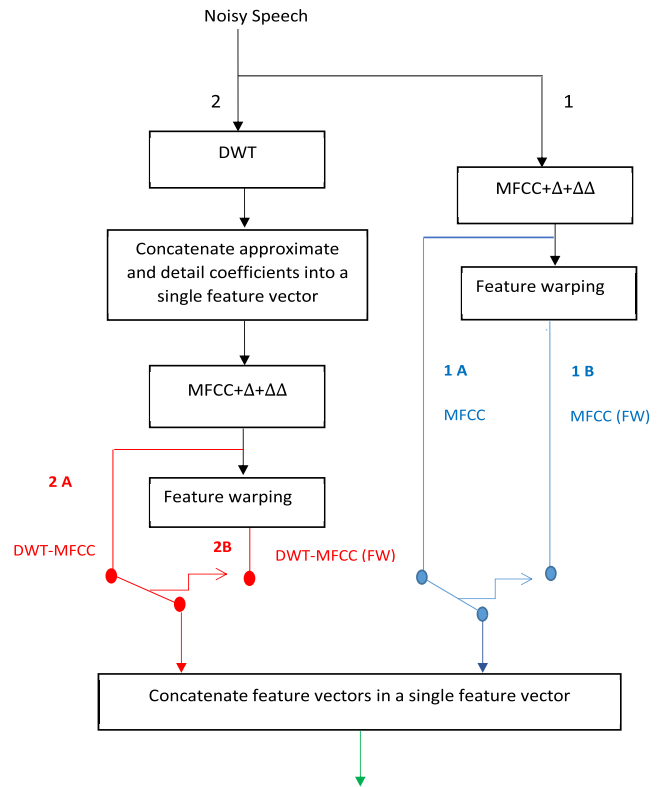 Noisy Speech
2
1
DWT
MFCC+Δ+ΔΔ
Concatenate approximate
and detail coefficients into a
single feature vector
Feature warping
MFCC+Δ+ΔΔ
1 A
1 B
MFCC
MFCC (FW)
2 A
Feature warping
DWT-MFCC
2B
DWT-MFCC (FW)
Concatenate feature vectors in a single feature vector